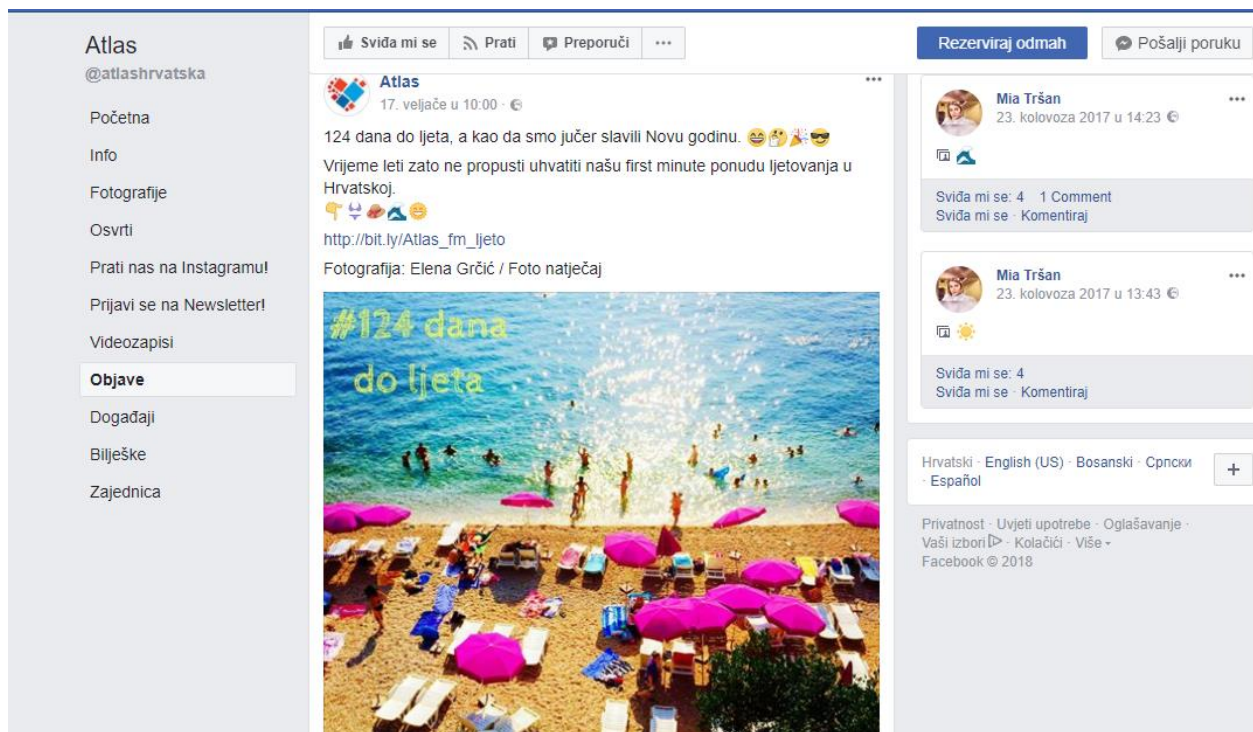 Atlas
@atlashrvatska
Početna
Info
Fotografije
Osvrti
Prati nas na Instagramu!
Prijavi se na Newsletter!
Videozapisi
Objave
Događaji
Bilješke
Zajednica
Sviđa mi se Prati Preporuči ···
Rezerviraj odmah Pošalji poruku
Atlas
17. veljače u 10:00 ·
124 dana do ljeta, a kao da smo jučer slavili Novu godinu. 😄🤔🎉😎
Vrijeme leti zato ne propusti uhvatiti našu first minute ponudu ljetovanja u
Hrvatskoj.
👇👙👒🌊😁
http://bit.ly/Atlas_fm_ljeto
Fotografija: Elena Grčić / Foto natječaj
#124 dana
do ljeta
Mia Tršan
23. kolovoza 2017 u 14:23
🌊
Sviđa mi se: 4 1 Comment
Sviđa mi se · Komentiraj
Mia Tršan
23. kolovoza 2017 u 13:43
☀️
Sviđa mi se: 4
Sviđa mi se · Komentiraj
Hrvatski · English (US) · Bosanski · Српски
· Español
Privatnost · Uvjeti upotrebe · Oglašavanje ·
Vaši izbori · Kolačići · Više
Facebook © 2018